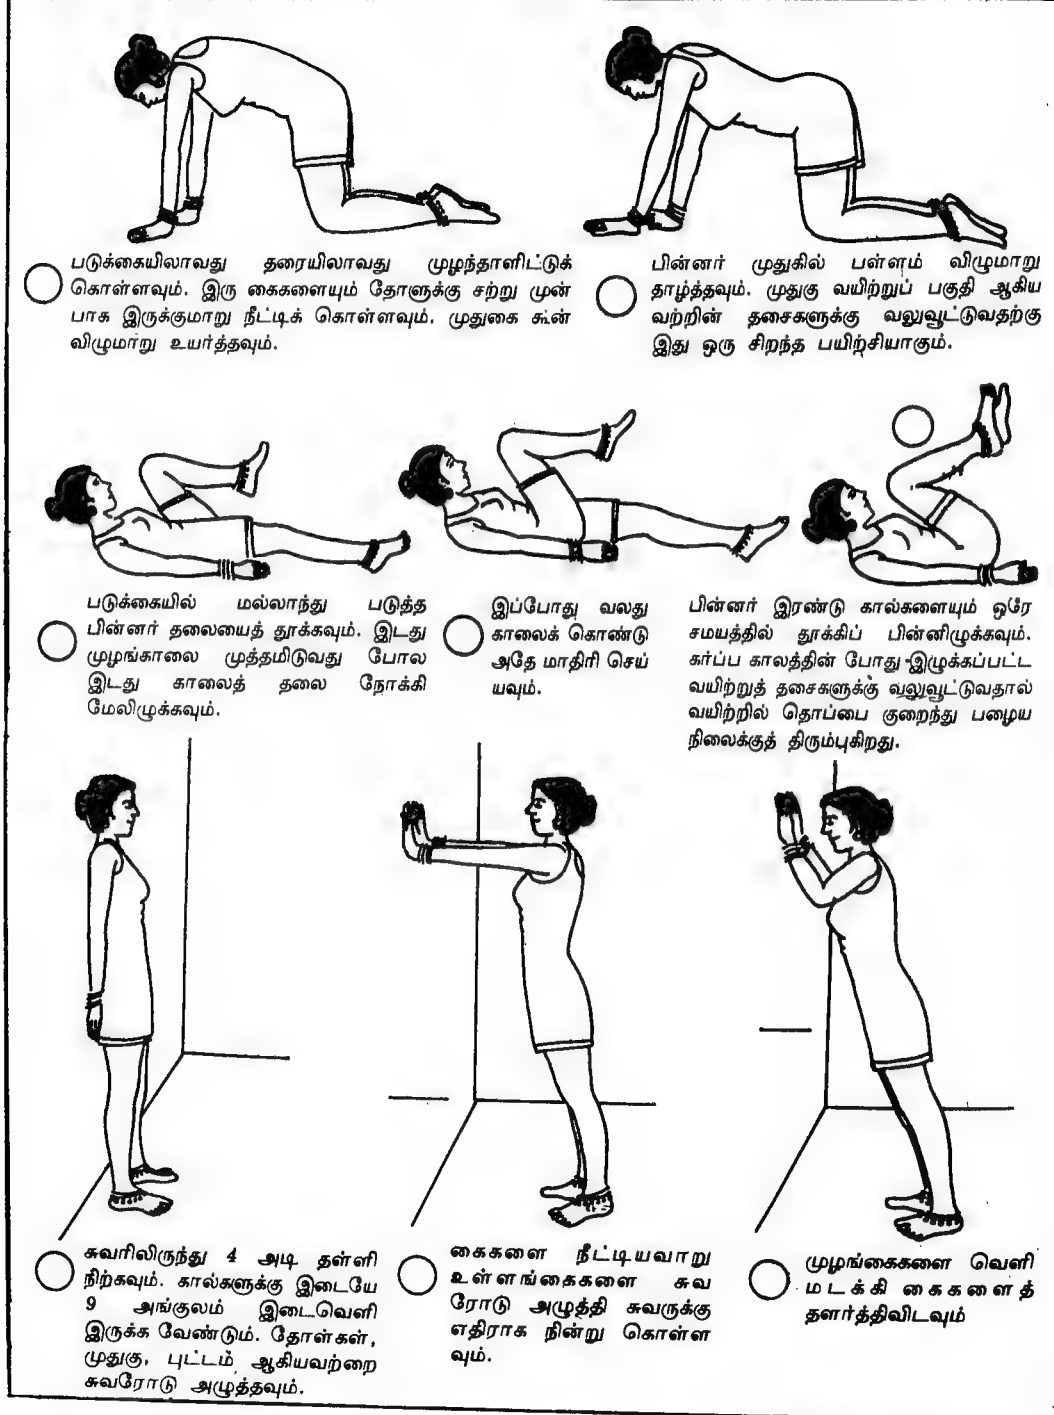 படுக்கையிலாவது தரையிலாவது முழந்தாளிட்டுக்
கொள்ளவும். இரு கைகளையும் தோளுக்கு சற்று முன்
பாக இருக்குமாறு நீட்டிக் கொள்ளவும். முதுகை கூன்
விழுமாறு உயர்த்தவும்.
பின்னர் முதுகில் பள்ளம் விழுமாறு
தாழ்த்தவும். முதுகு வயிற்றுப் பகுதி ஆகிய
வற்றின் தசைகளுக்கு வலுவூட்டுவதற்கு
இது ஒரு சிறந்த பயிற்சியாகும்.
படுக்கையில் மல்லாந்து படுத்த
பின்னர் தலையைத் தூக்கவும். இடது
முழங்காலை முத்தமிடுவது போல
இடது காலைத் தலை நோக்கி
மேலிழுக்கவும்.
இப்போது வலது
காலைக் கொண்டு
அதே மாதிரி செய்
யவும்.
பின்னர் இரண்டு கால்களையும் ஒரே
சமயத்தில் தூக்கிப் பின்னிழுக்கவும்.
கர்ப்ப காலத்தின் போது இழுக்கப்பட்ட
வயிற்றுத் தசைகளுக்கு வலுவூட்டுவதால்
வயிற்றில் தொப்பை குறைந்து பழைய
நிலைக்குத் திரும்புகிறது.
சுவரிலிருந்து 4 அடி தள்ளி
நிற்கவும். கால்களுக்கு இடையே
9 அங்குலம் இடைவெளி
இருக்க வேண்டும். தோள்கள்,
முதுகு, புட்டம் ஆகியவற்றை
சுவரோடு அழுத்தவும்.
கைகளை நீட்டியவாறு
உள்ளங்கைகளை சுவ
ரோடு அழுத்தி சுவருக்கு
எதிராக நின்று கொள்ள
வும்.
முழங்கைகளை வெளி
மடக்கி கைகளைத்
தளர்த்திவிடவும்